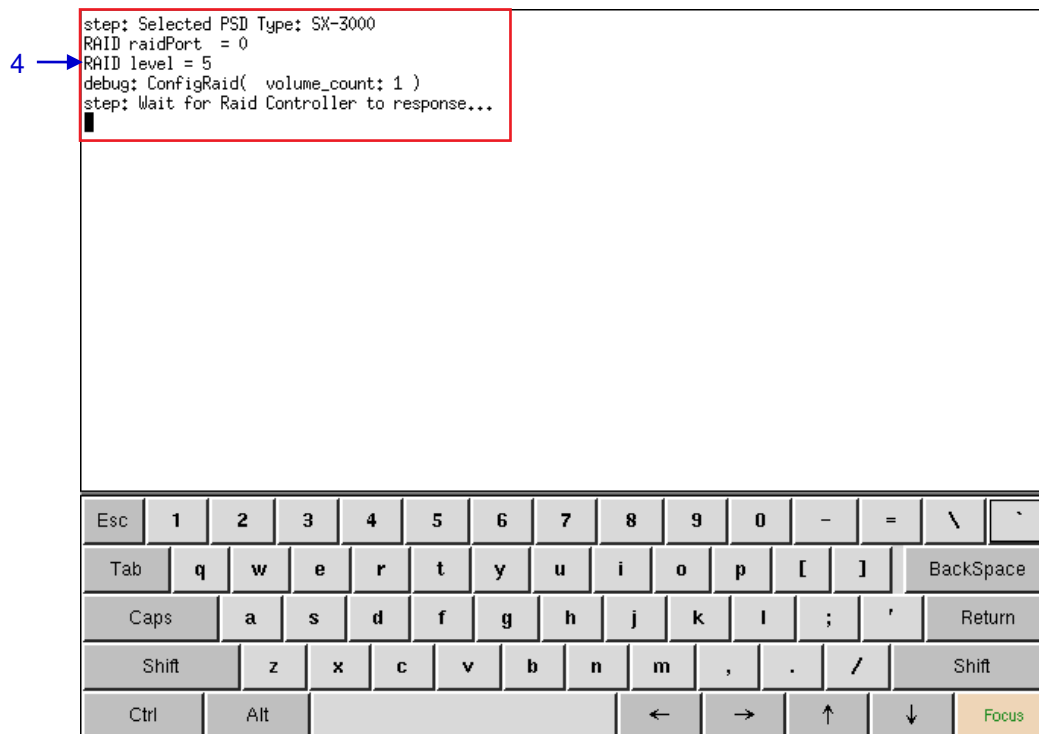 step: Selected PSD Type: SX-3000
RAID raidPort  = 0
4
RAID level = 5
debug: ConfigRaid(  volume_count: 1 )
step: Wait for Raid Controller to response...
Esc 1 2 3 4 5 6 7 8 9 0 - = \ `
Tab q w e r t y u i o p [ ] BackSpace
Caps a s d f g h j k l ; ' Return
Shift z x c v b n m , . / Shift
Ctrl Alt ← → ↑ ↓ Focus